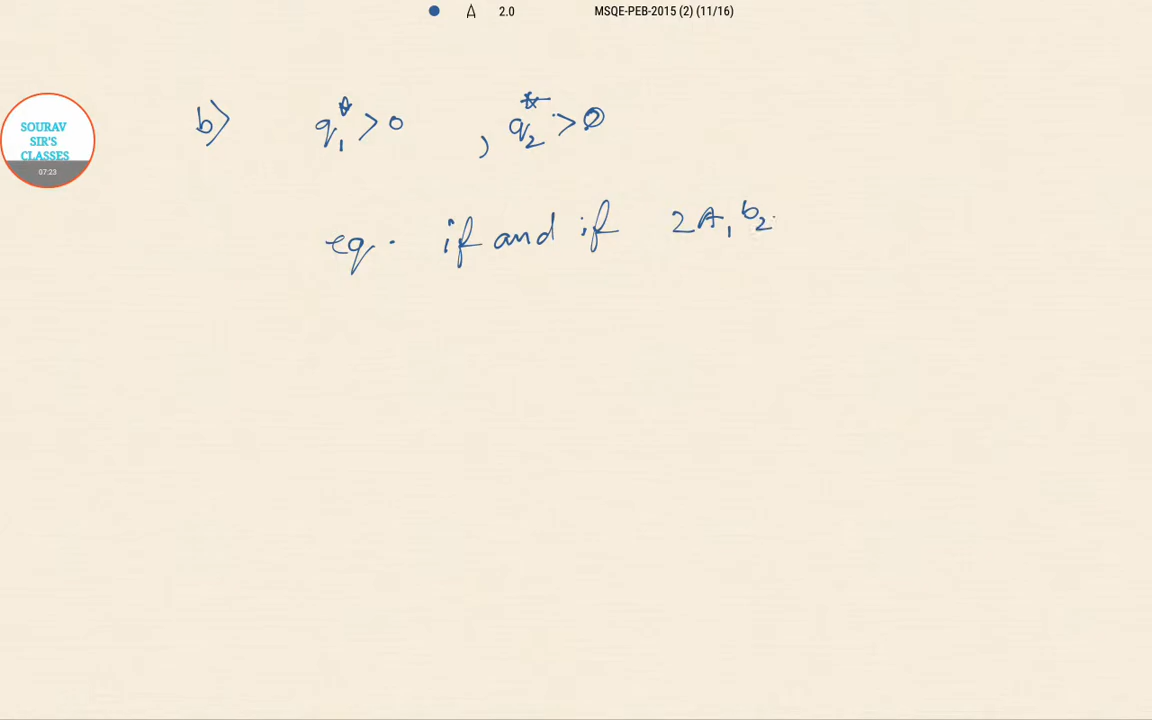 2.0 MSQE-PEB-2015 (2) (11/16)
SOURAV
SIR'S
CLASSES
07:23
b) q₁* > 0 , q₂* > 0
eq. if and if 2A₁b₂